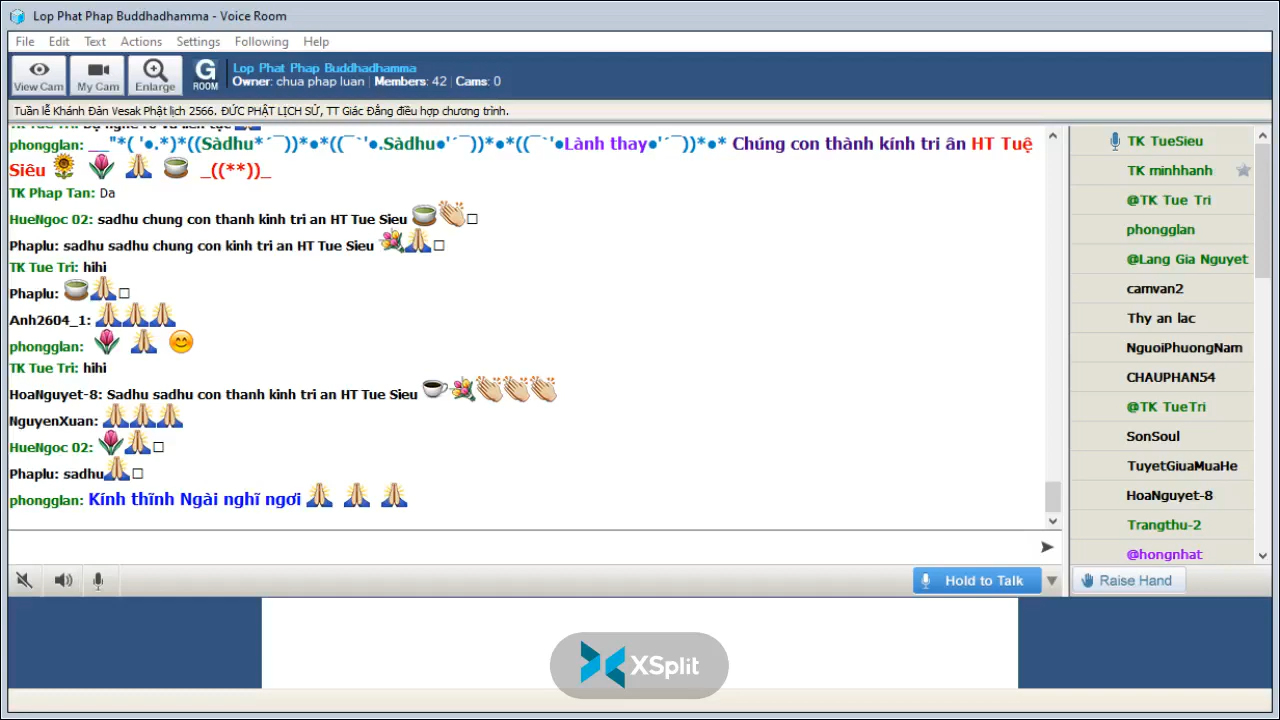 Lop Phat Phap Buddhadhamma - Voice Room
File Edit Text Actions Settings Following Help
View Cam My Cam Enlarge G ROOM
Lop Phat Phap Buddhadhamma
Owner: chua phap luan | Members: 42 | Cams: 0
Tuần lễ Khánh Đản Vesak Phật lịch 2566. ĐỨC PHẬT LỊCH SỬ, TT Giác Đẳng điều hợp chương trình.
phongglan: __"*( '●.*)*((Sàdhu*´¯))*●*((¯`'●.Sàdhu●'´¯))*●*((¯`'●Lành thay●'´¯))*●* Chúng con thành kính tri ân HT Tuệ
Siêu 🌻 🌷 🙏 🍵 _((**))_
TK Phap Tan: Da
HueNgoc 02: sadhu chung con thanh kinh tri an HT Tue Sieu 🍵👏□
Phaplu: sadhu sadhu chung con kinh tri an HT Tue Sieu 💐🙏□
TK Tue Tri: hihi
Phaplu: 🍵🙏□
Anh2604_1: 🙏🙏🙏
phongglan: 🌷 🙏 😊
TK Tue Tri: hihi
HoaNguyet-8: Sadhu sadhu con thanh kinh tri an HT Tue Sieu ☕💐👏👏👏
NguyenXuan: 🙏🙏🙏
HueNgoc 02: 🌷🙏□
Phaplu: sadhu🙏□
phongglan: Kính thĩnh Ngài nghĩ ngơi 🙏 🙏 🙏
TK TueSieu
TK minhhanh
@TK Tue Tri
phongglan
@Lang Gia Nguyet
camvan2
Thy an lac
NguoiPhuongNam
CHAUPHAN54
@TK TueTri
SonSoul
TuyetGiuaMuaHe
HoaNguyet-8
Trangthu-2
@hongnhat
Hold to Talk
Raise Hand
XSplit